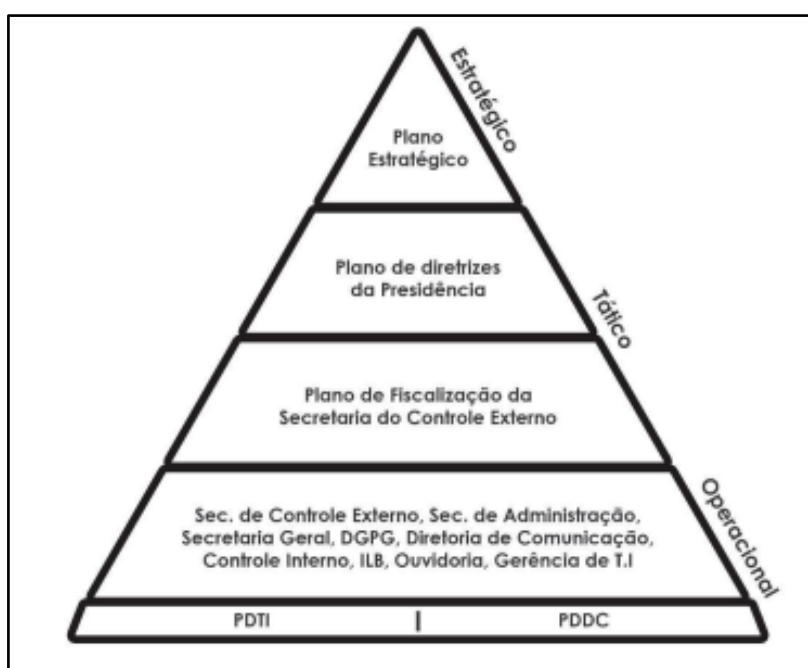 Estratégico
Plano
Estratégico
Plano de diretrizes
da Presidência
Tático
Plano de Fiscalização da
Secretaria do Controle Externo
Operacional
Sec. de Controle Externo, Sec. de Administração,
Secretaria Geral, DGPG, Diretoria de Comunicação,
Controle Interno, ILB, Ouvidoria, Gerência de T.I
PDTI | PDDC